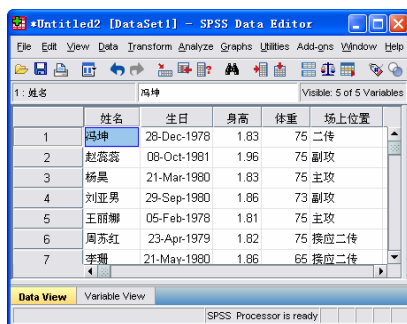 *Untitled2 [DataSet1] - SPSS Data Editor
File Edit View Data Transform Analyze Graphs Utilities Add-ons Window Help
1 : 姓名 冯坤 Visible: 5 of 5 Variables
姓名 生日 身高 体重 场上位置
1 冯坤 28-Dec-1978 1.83 75 二传
2 赵蕊蕊 08-Oct-1981 1.96 75 副攻
3 杨昊 21-Mar-1980 1.83 75 主攻
4 刘亚男 29-Sep-1980 1.86 73 副攻
5 王丽娜 05-Feb-1978 1.81 75 主攻
6 周苏红 23-Apr-1979 1.82 75 接应二传
7 李珊 21-May-1980 1.86 65 接应二传
Data View Variable View
SPSS Processor is ready